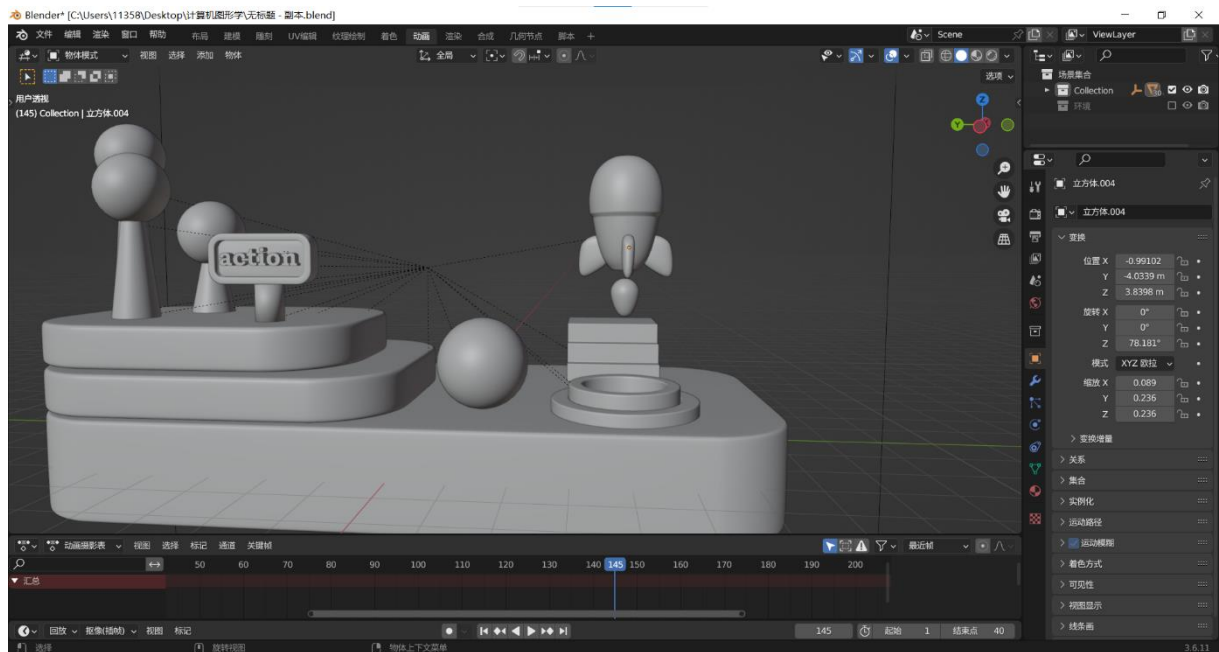 Blender* [C:\Users\11358\Desktop\计算机图形学\无标题 - 副本.blend]
文件 编辑 渲染 窗口 帮助 布局 建模 雕刻 UV编辑 纹理绘制 着色 动画 渲染 合成 几何节点 脚本 + Scene ViewLayer
物体模式 视图 选择 添加 物体 全局
选项
用户透视
(145) Collection | 立方体.004
action
场景集合
Collection
环境
立方体.004
立方体.004
变换
位置 X -0.99102
Y -4.0339 m
Z 3.8398 m
旋转 X 0°
Y 0°
Z 78.181°
模式 XYZ 欧拉
缩放 X 0.089
Y 0.236
Z 0.236
变换增量
关系
集合
实例化
运动路径
运动模糊
着色方式
可见性
视图显示
线条画
动画摄影表 视图 选择 标记 通道 关键帧 最近帧
50 60 70 80 90 100 110 120 130 140 145 150 160 170 180 190 200
汇总
回放 抠像(插帧) 视图 标记 145 起始 1 结束点 40
选择 旋转视图 物体上下文菜单 3.6.11